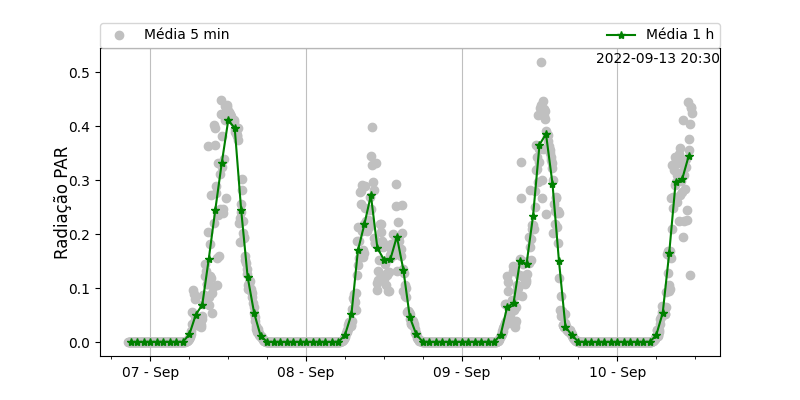 Média 5 min
Média 1 h
2022-09-13 20:30
0.5
0.4
0.3
0.2
0.1
0.0
Radiação PAR
07 - Sep
08 - Sep
09 - Sep
10 - Sep